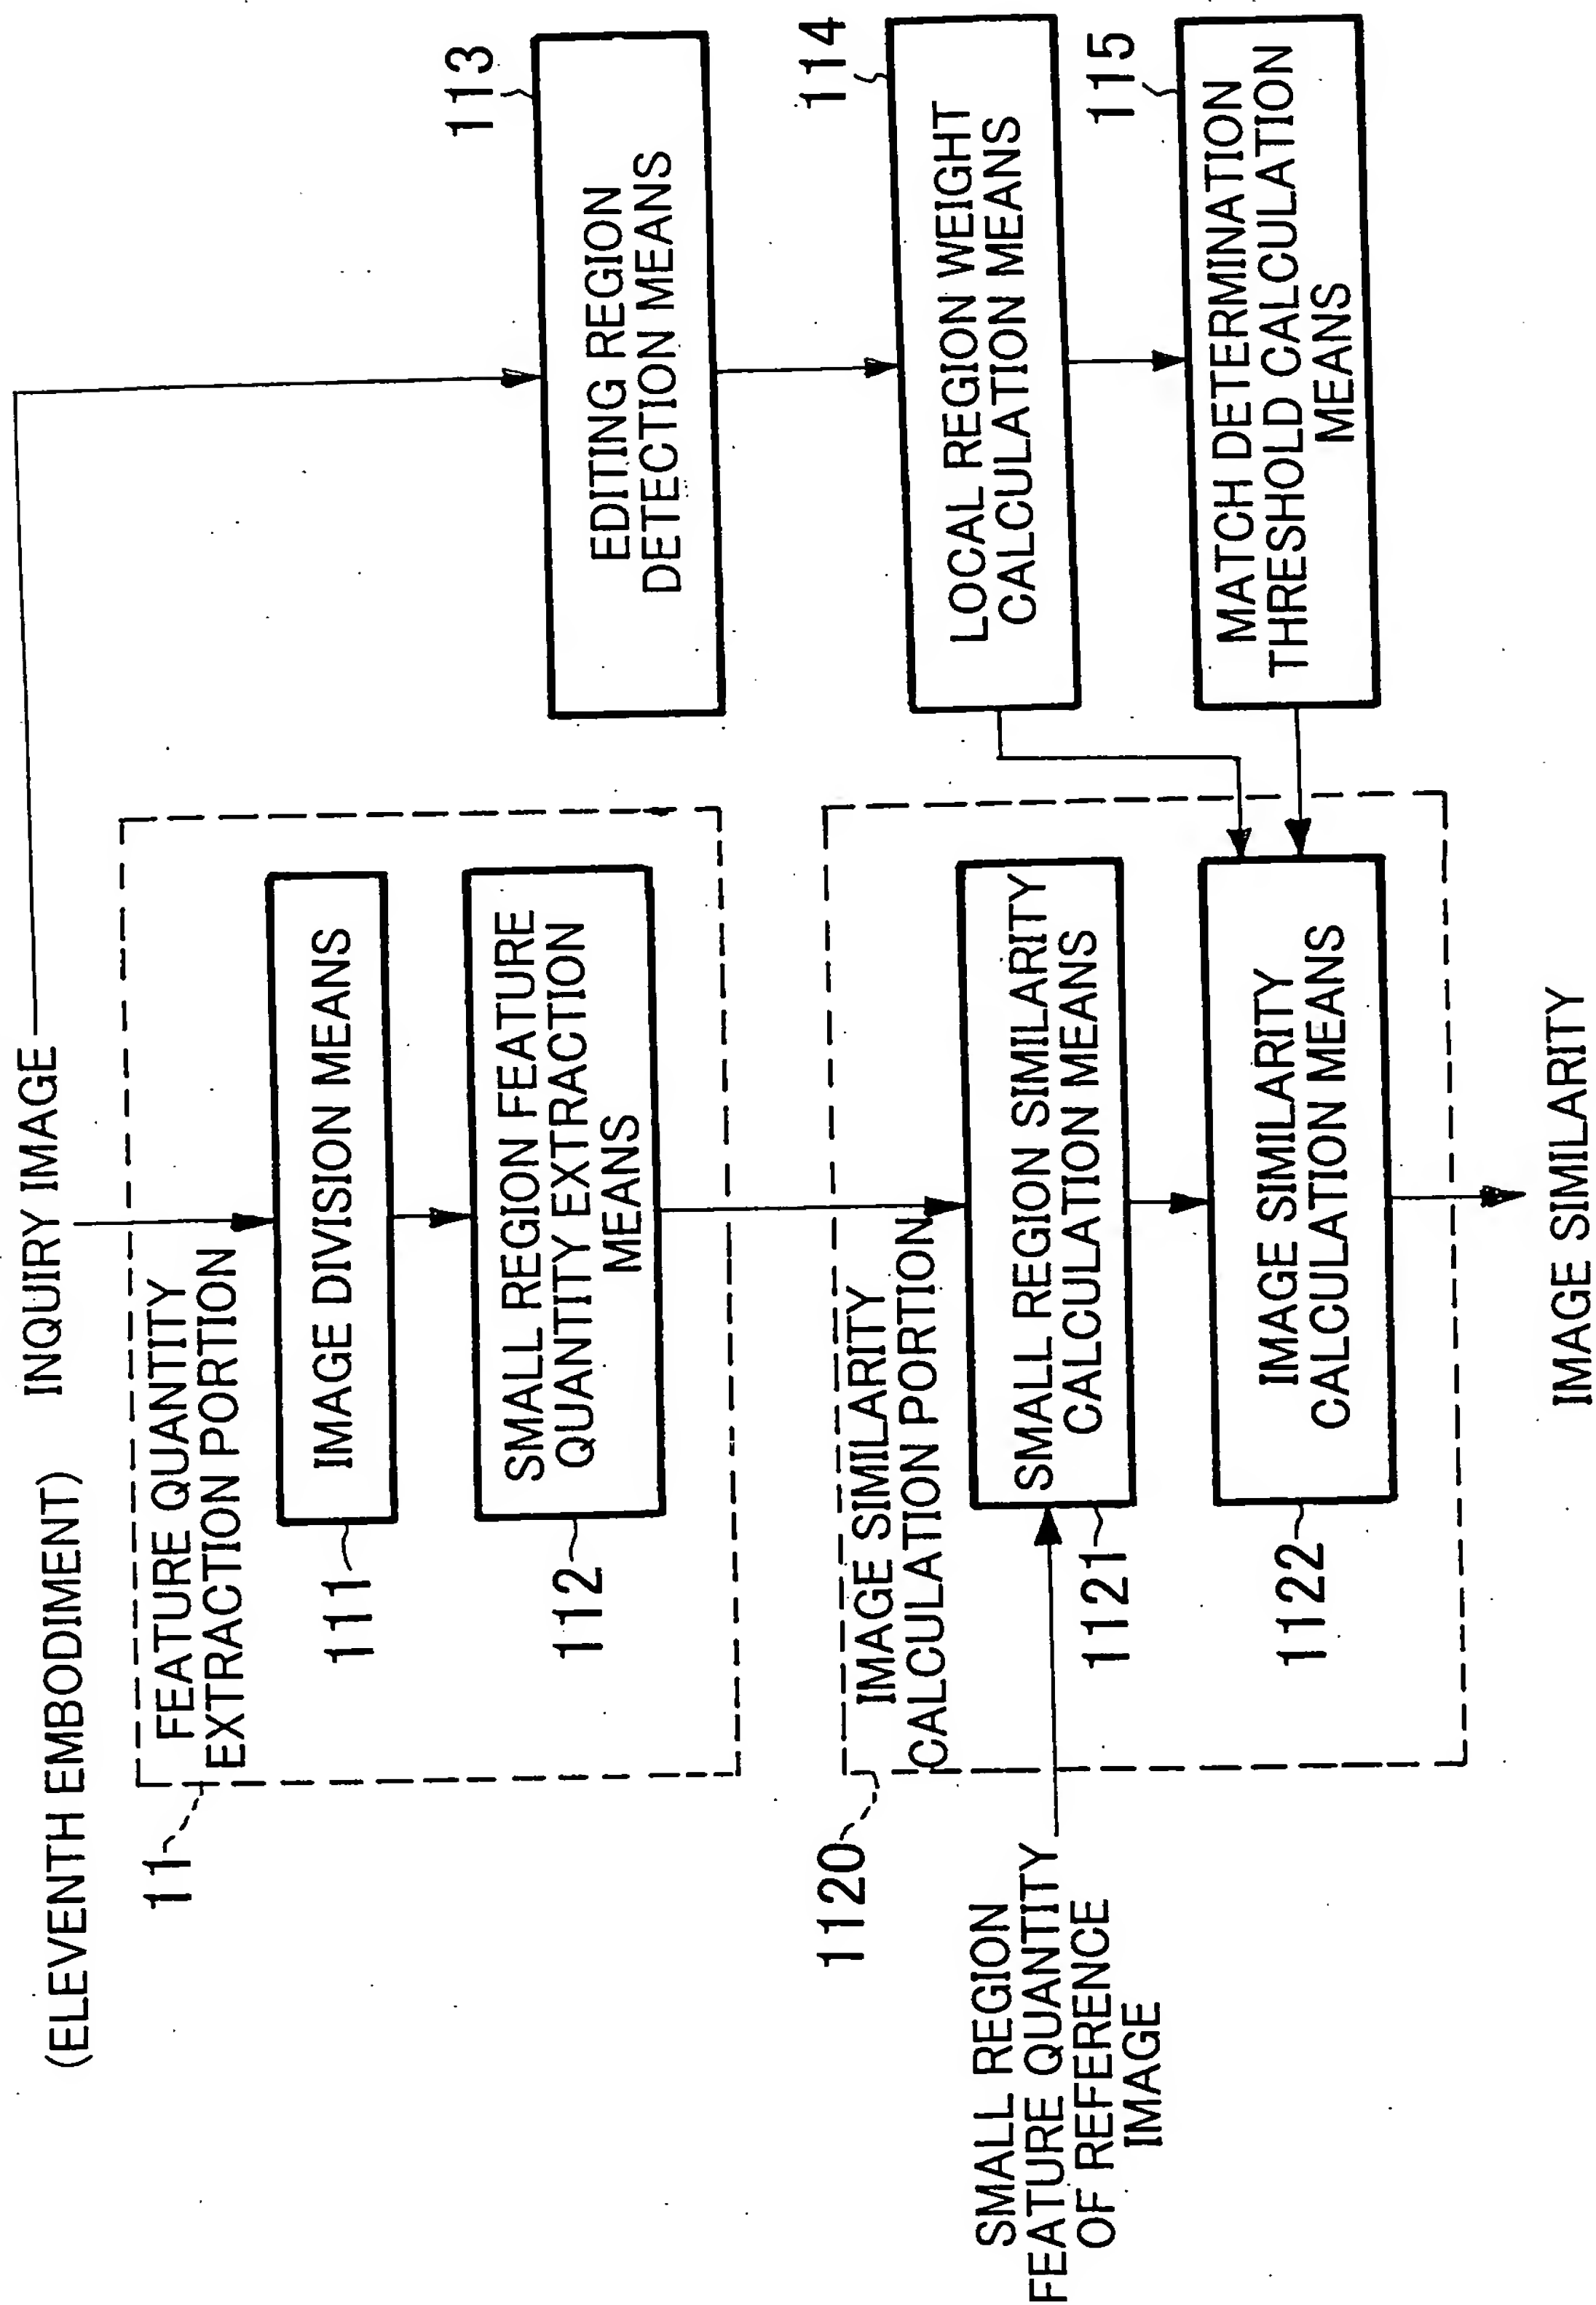 (ELEVENTH EMBODIMENT)
INQUIRY IMAGE
11
FEATURE QUANTITY
EXTRACTION PORTION
111
IMAGE DIVISION MEANS
112
SMALL REGION FEATURE
QUANTITY EXTRACTION
MEANS
113
EDITING REGION
DETECTION MEANS
1120
IMAGE SIMILARITY
CALCULATION PORTION
SMALL REGION
FEATURE QUANTITY
OF REFERENCE
IMAGE
1121
SMALL REGION SIMILARITY
CALCULATION MEANS
114
LOCAL REGION WEIGHT
CALCULATION MEANS
1122
IMAGE SIMILARITY
CALCULATION MEANS
115
MATCH DETERMINATION
THRESHOLD CALCULATION
MEANS
IMAGE SIMILARITY